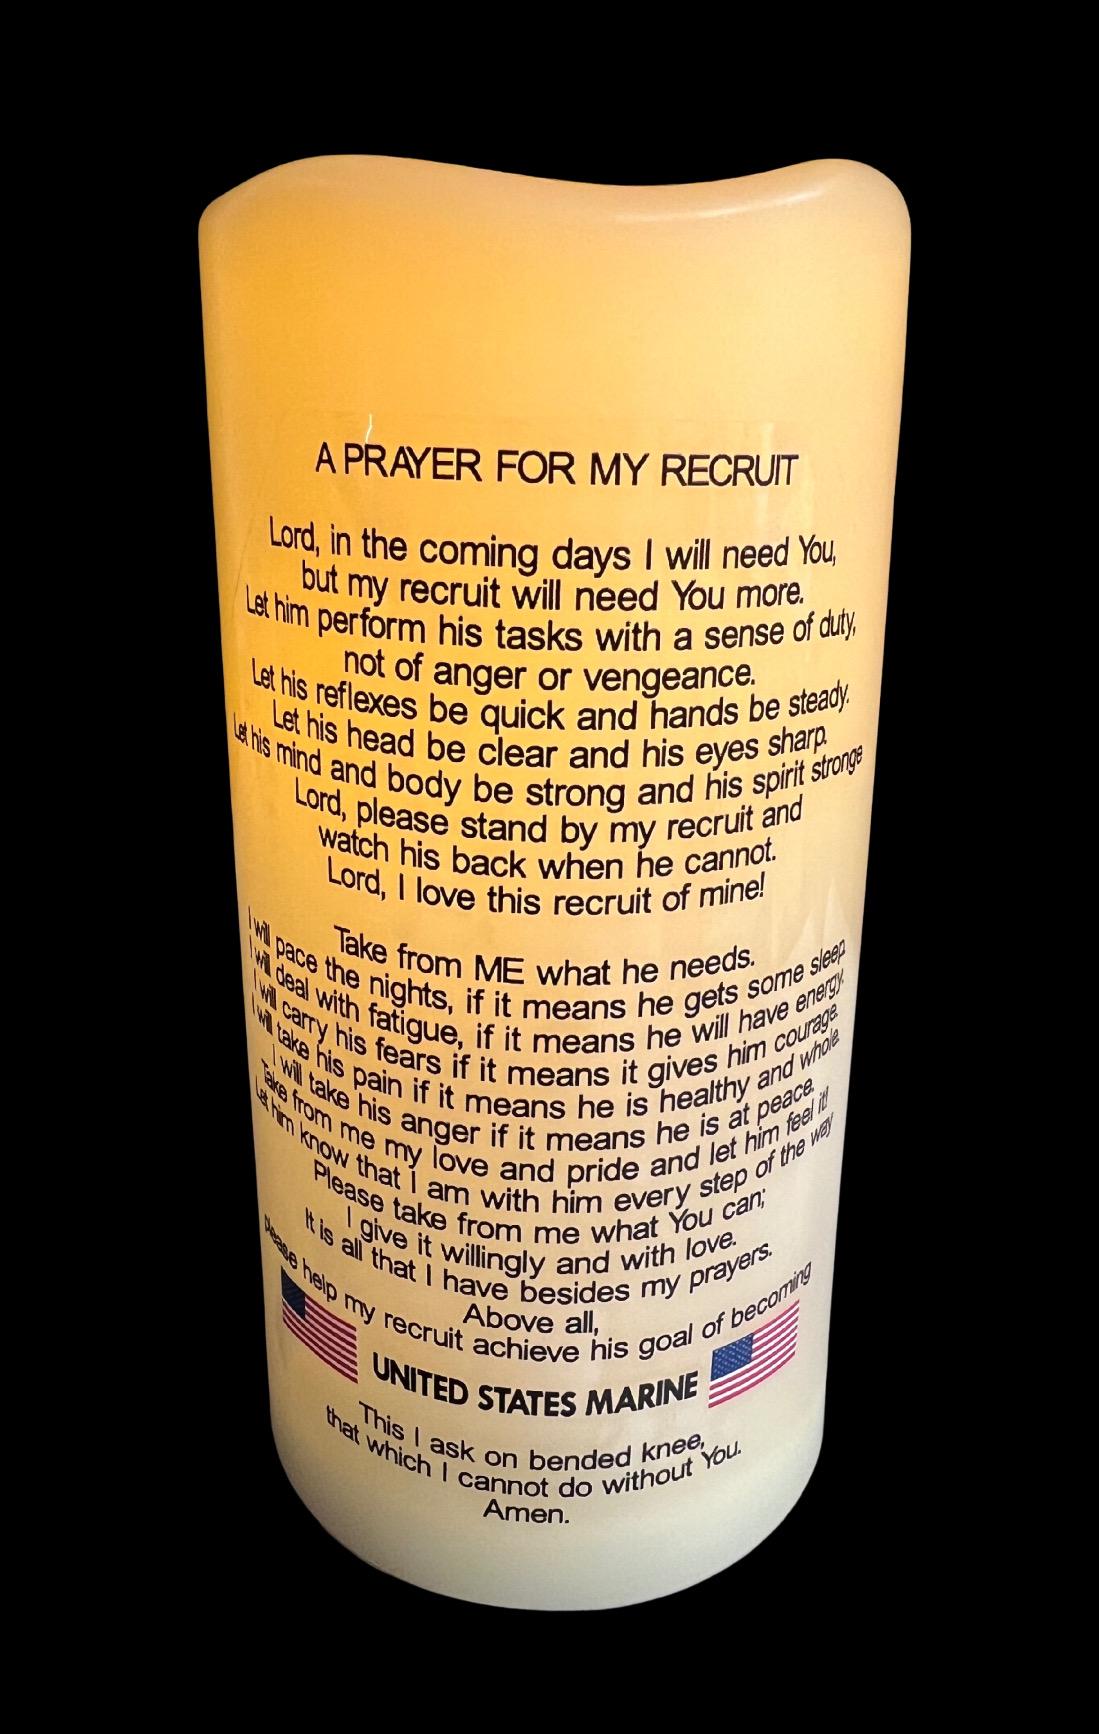 A PRAYER FOR MY RECRUIT
Lord, in the coming days I will need You,
but my recruit will need You more.
Let him perform his tasks with a sense of duty,
not of anger or vengeance.
Let his reflexes be quick and hands be steady.
Let his head be clear and his eyes sharp.
Let his mind and body be strong and his spirit stronge
Lord, please stand by my recruit and
watch his back when he cannot.
Lord, I love this recruit of mine!
Take from ME what he needs.
I will pace the nights, if it means he gets some sleep.
I will deal with fatigue, if it means he will have energy.
I will carry his fears if it means it gives him courage.
I will take his pain if it means he is healthy and whole.
I will take his anger if it means he is at peace.
Take from me my love and pride and let him feel it!
Let him know that I am with him every step of the way
Please take from me what You can;
I give it willingly and with love.
It is all that I have besides my prayers.
Above all,
please help my recruit achieve his goal of becoming
UNITED STATES MARINE
This I ask on bended knee,
that which I cannot do without You.
Amen.